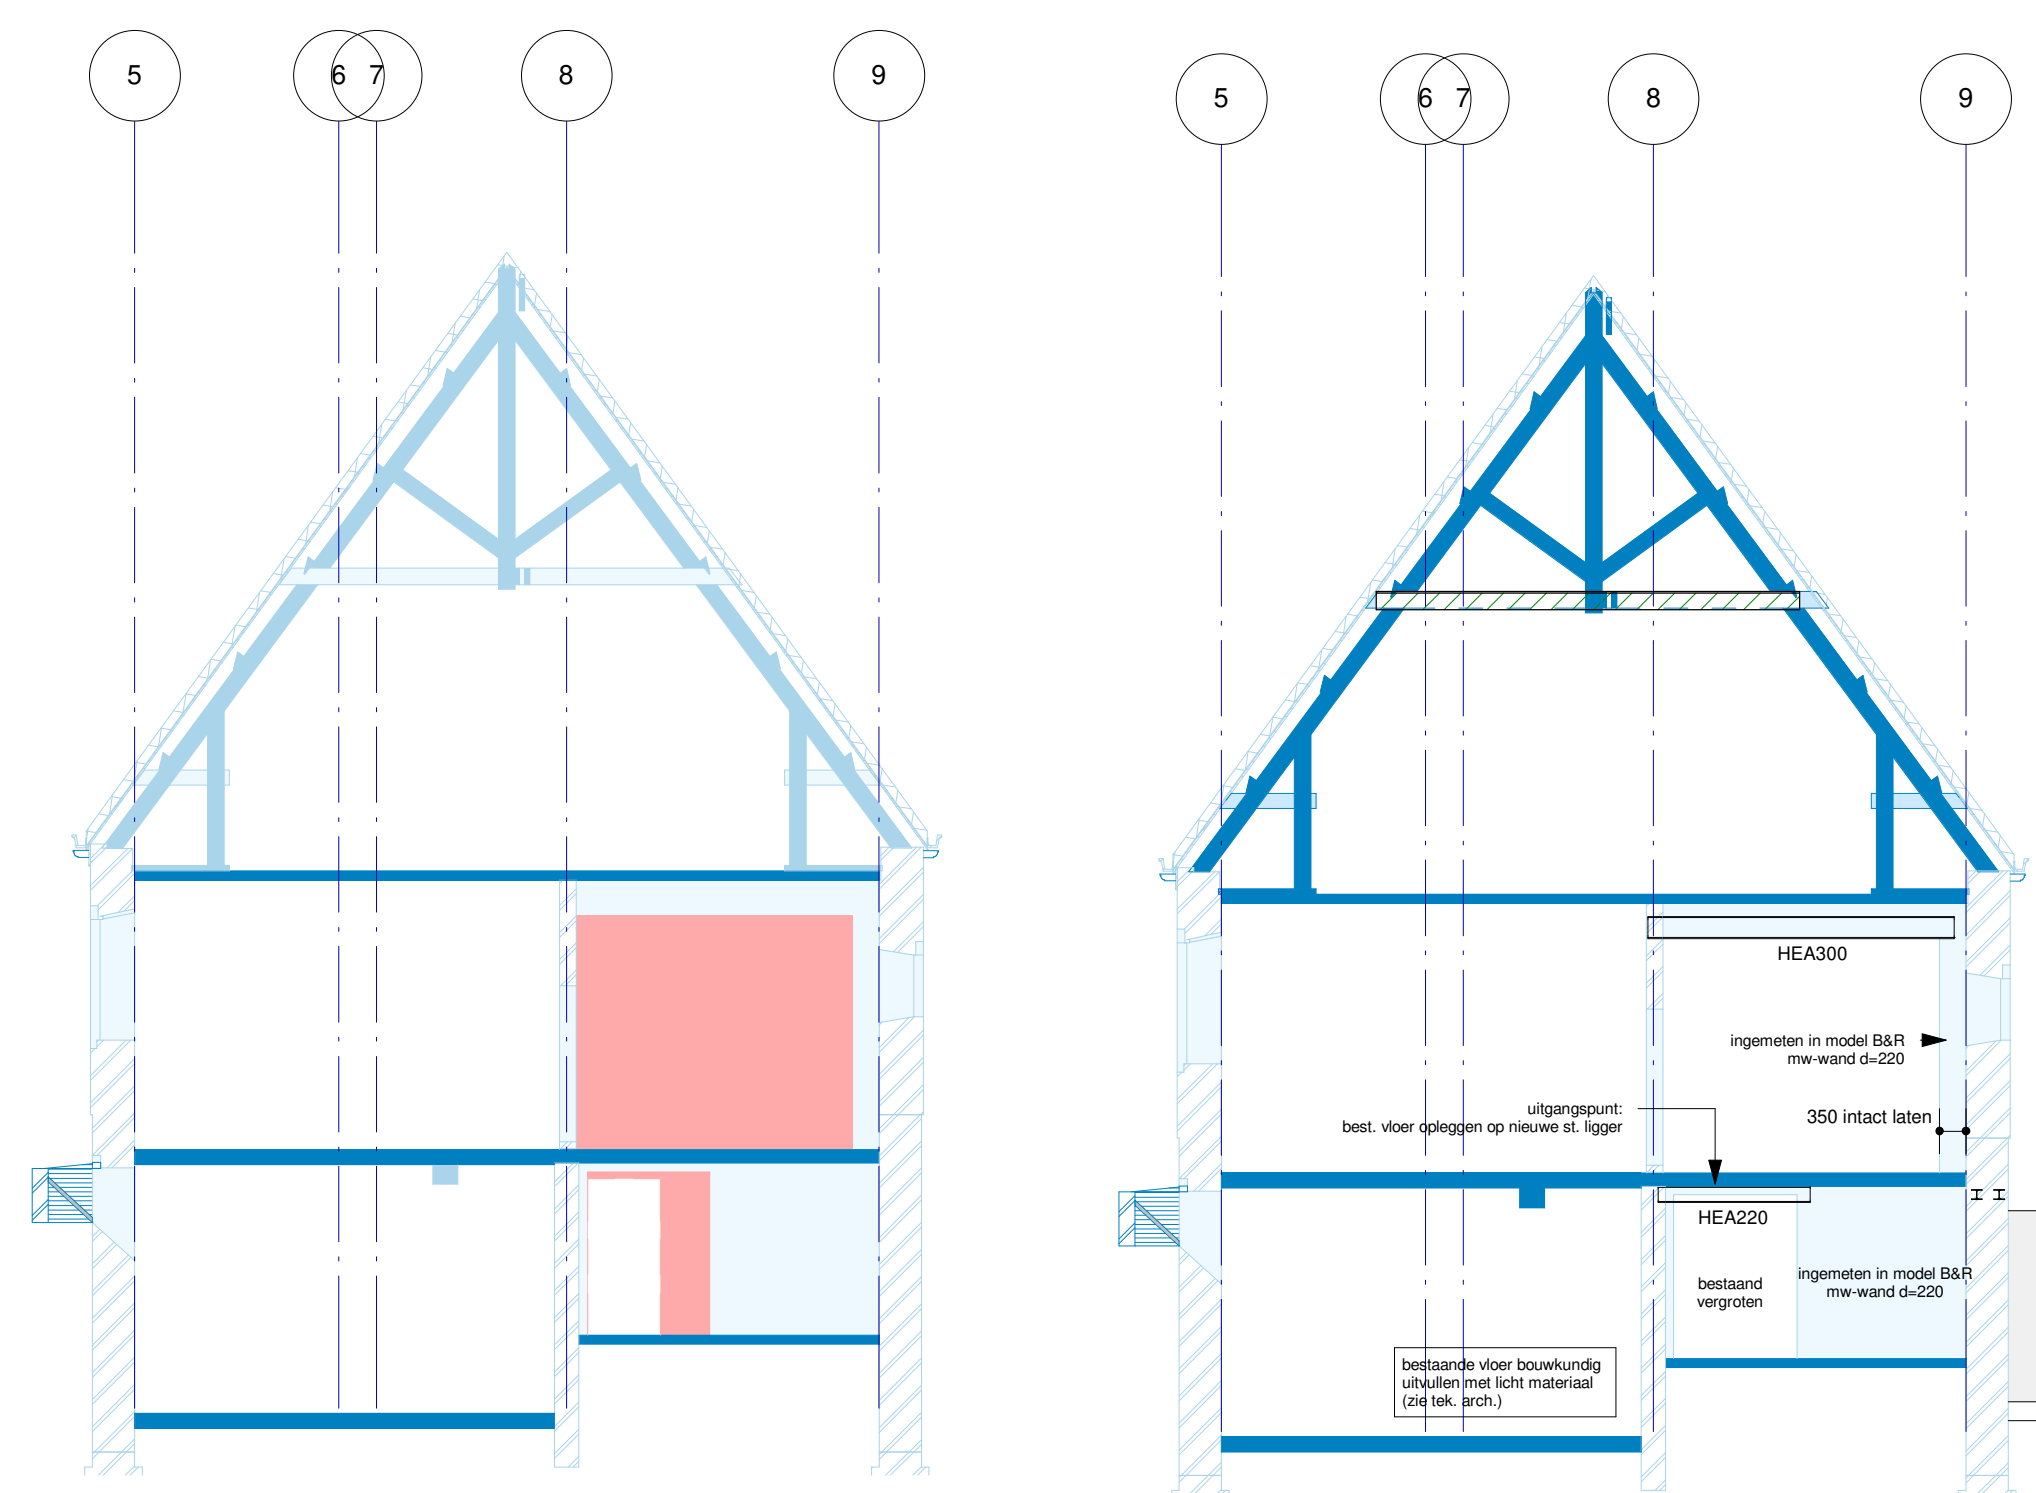 5 6 7 8 9
5 6 7 8 9
HEA300
ingemeten in model B&R
mw-wand d=220
uitgangspunt:
best. vloer opleggen op nieuwe st. ligger
350 intact laten
HEA220
bestaand
vergroten
ingemeten in model B&R
mw-wand d=220
bestaande vloer bouwkundig
uitvullen met licht materiaal
(zie tek. arch.)